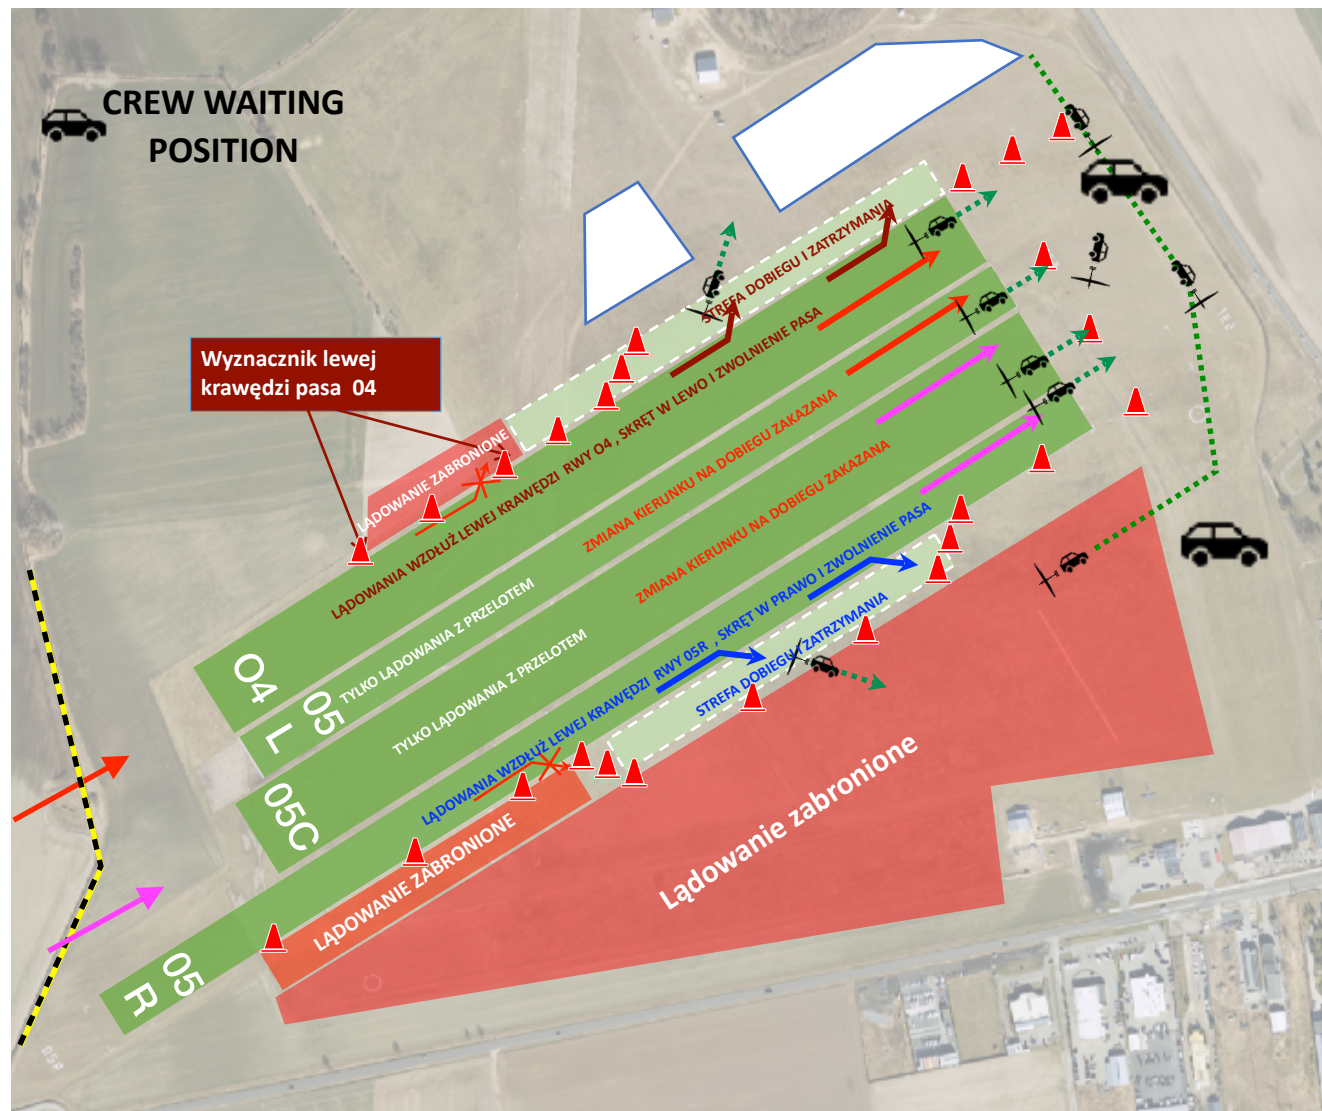 CREW WAITING
POSITION
Wyznacznik lewej
krawędzi pasa 04
STREFA DOBIEGU I ZATRZYMANIA
LĄDOWANIE ZABRONIONE
LĄDOWANIA WZDŁUŻ LEWEJ KRAWĘDZI RWY O4 , SKRĘT W LEWO I ZWOLNIENIE PASA
ZMIANA KIERUNKU NA DOBIEGU ZAKAZANA
TYLKO LĄDOWANIA Z PRZELOTEM
ZMIANA KIERUNKU NA DOBIEGU ZAKAZANA
TYLKO LĄDOWANIA Z PRZELOTEM
LĄDOWANIA WZDŁUŻ LEWEJ KRAWĘDZI RWY 05R , SKRĘT W PRAWO I ZWOLNIENIE PASA
STREFA DOBIEGU I ZATRZYMANIA
O4
05
L
05C
05
R
LĄDOWANIE ZABRONIONE
Lądowanie zabronione